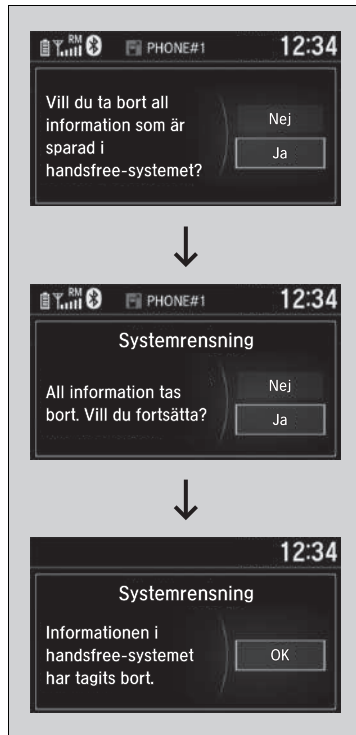 RM PHONE#1 12:34
Vill du ta bort all
information som är
sparad i
handsfree-systemet?
Nej
Ja
RM PHONE#1 12:34
Systemrensning
All information tas
bort. Vill du fortsätta?
Nej
Ja
12:34
Systemrensning
Informationen i
handsfree-systemet
har tagits bort.
OK